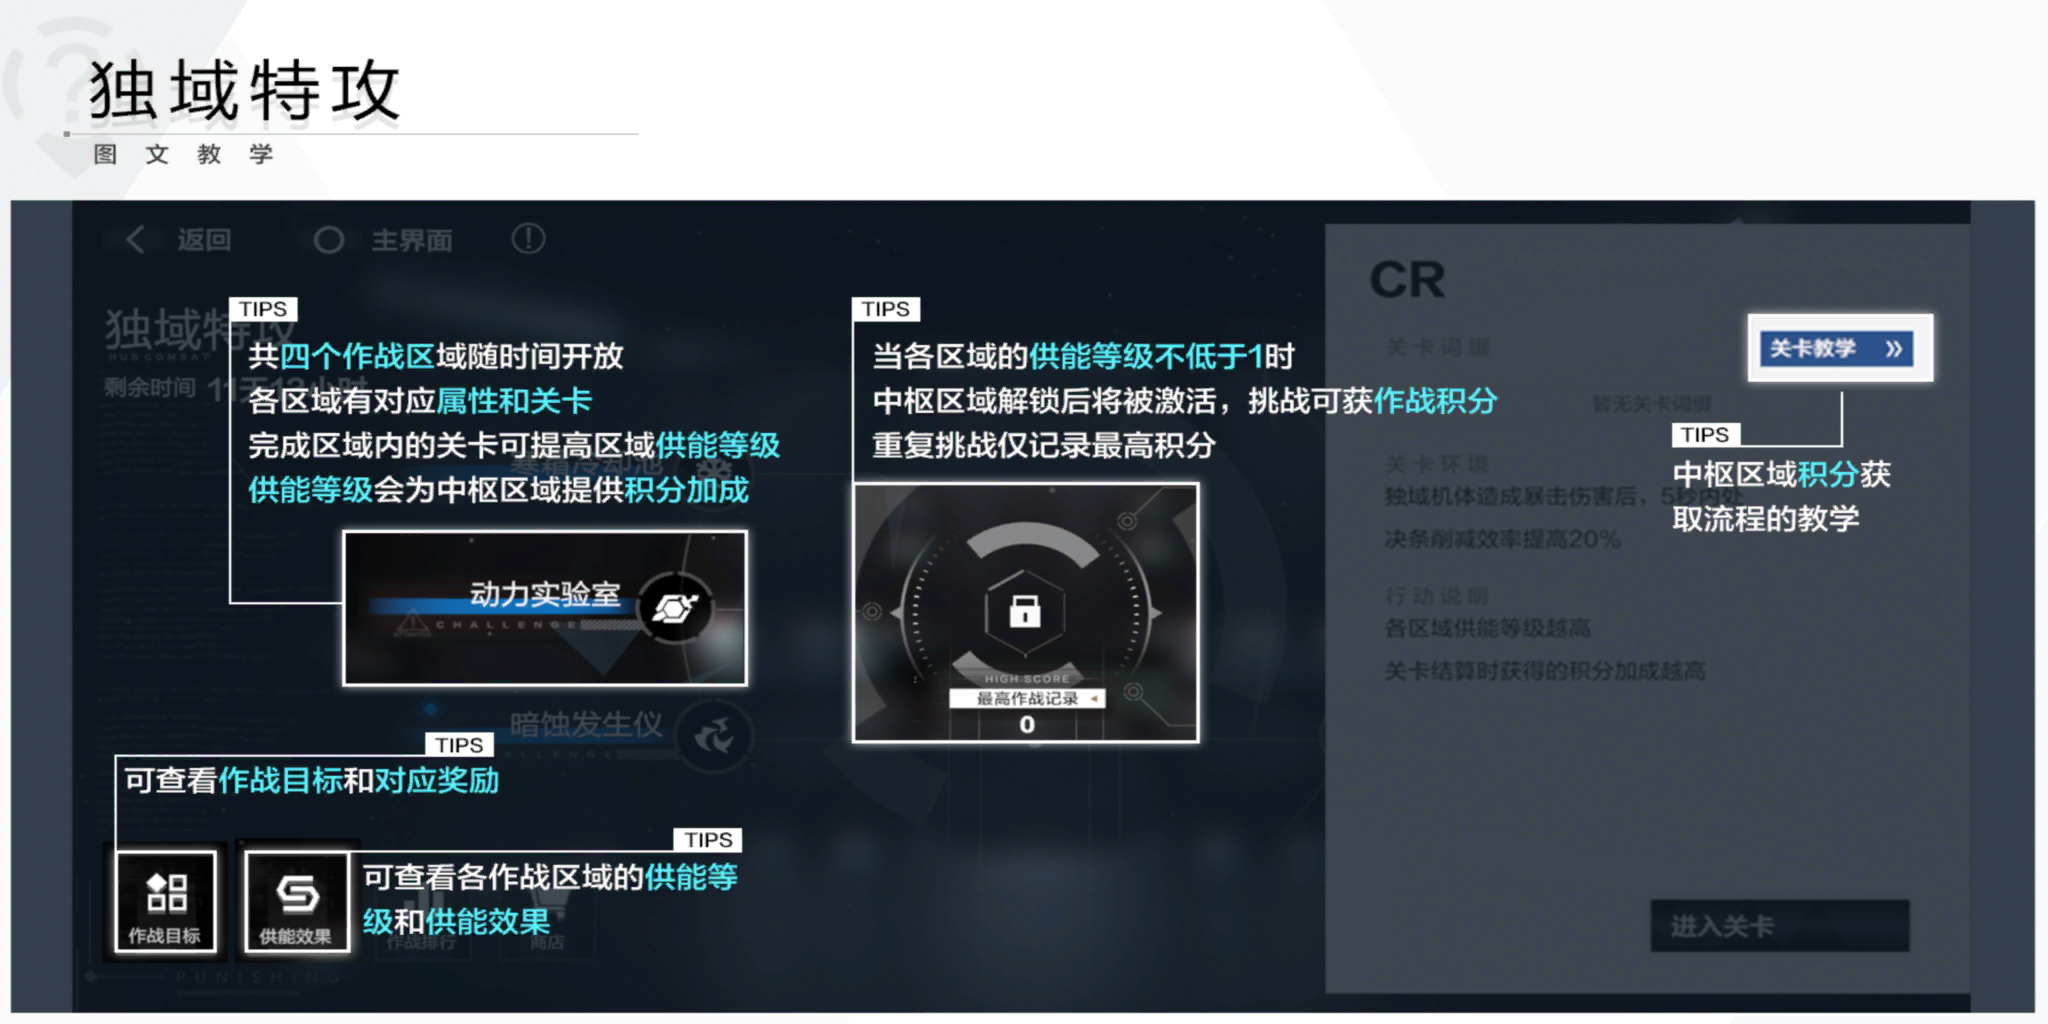 独域特攻
图文教学
返回
主界面
独域特攻
HUB COMBAT
剩余时间
TIPS
共四个作战区域随时间开放
各区域有对应属性和关卡
完成区域内的关卡可提高区域供能等级
供能等级会为中枢区域提供积分加成
寒霜冷却池
动力实验室
CHALLENGE
暗蚀发生仪
TIPS
可查看作战目标和对应奖励
TIPS
可查看各作战区域的供能等
级和供能效果
作战目标
供能效果
作战排行
商店
PUNISHING
TIPS
当各区域的供能等级不低于1时
中枢区域解锁后将被激活，挑战可获作战积分
重复挑战仅记录最高积分
HIGH SCORE
最高作战记录
0
CR
关卡词缀
关卡教学
暂无关卡词缀
TIPS
中枢区域积分获
取流程的教学
关卡环境
独域机体造成暴击伤害后，5秒内处
决条削减效率提高20%
行动说明
各区域供能等级越高
关卡结算时获得的积分加成越高
进入关卡